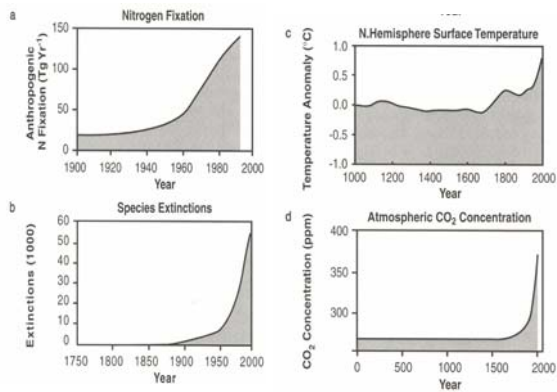 a
Nitrogen Fixation
Anthropogenic
N Fixation (Tg Yr⁻¹)
150
100
50
0
1900 1920 1940 1960 1980 2000
Year
b
Species Extinctions
Extinctions (1000)
60
50
40
30
20
10
0
1750 1800 1850 1900 1950 2000
Year
c
N.Hemisphere Surface Temperature
Temperature Anomaly (°C)
1.0
0.5
0.0
-0.5
-1.0
1000 1200 1400 1600 1800 2000
Year
d
Atmospheric CO₂ Concentration
CO₂ Concentration (ppm)
400
350
300
0 500 1000 1500 2000
Year